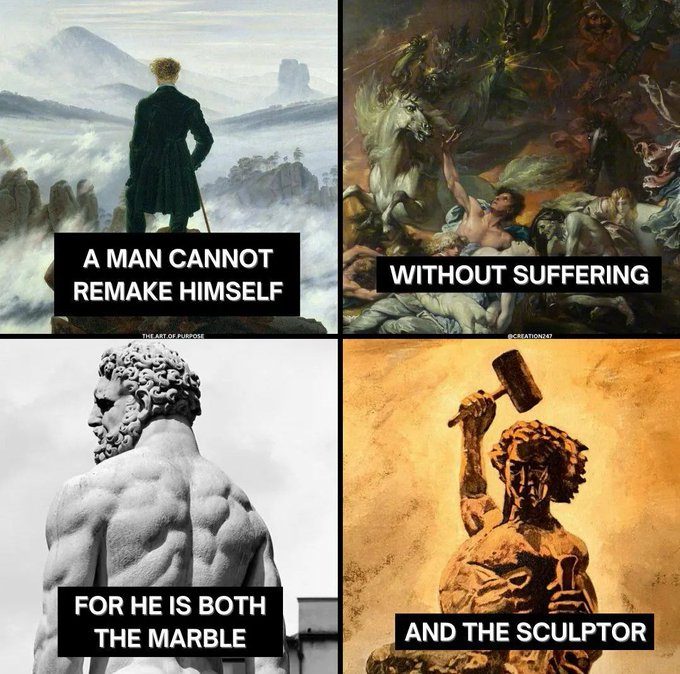 A MAN CANNOT
REMAKE HIMSELF
WITHOUT SUFFERING
THE.ART.OF.PURPOSE
@CREATION247
FOR HE IS BOTH
THE MARBLE
AND THE SCULPTOR